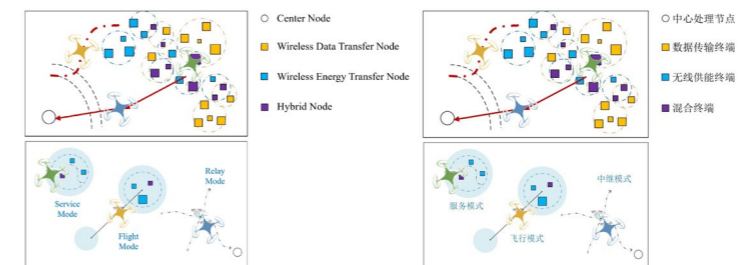 Center Node
Wireless Data Transfer Node
Wireless Energy Transfer Node
Hybrid Node
Service
Mode
Flight
Mode
Relay
Mode
中心处理节点
数据传输终端
无线供能终端
混合终端
服务模式
飞行模式
中继模式